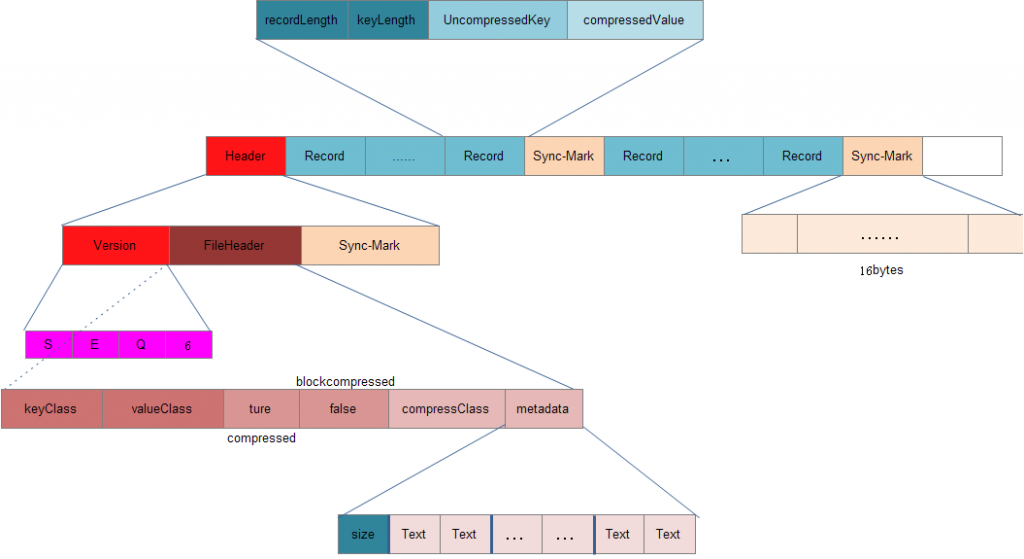 recordLength keyLength UncompressedKey compressedValue
Header Record ...... Record Sync-Mark Record ... Record Sync-Mark
Version FileHeader Sync-Mark
......
16bytes
S E Q 6
blockcompressed
keyClass valueClass ture false compressClass metadata
compressed
size Text Text ... ... Text Text